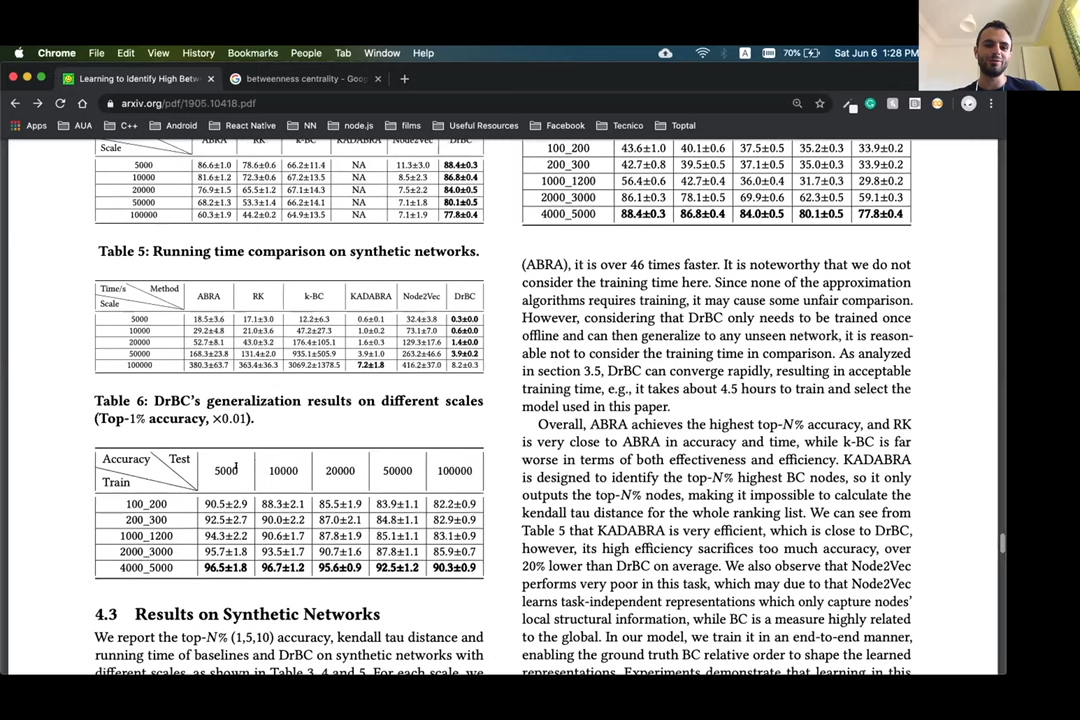 Chrome File Edit View History Bookmarks People Tab Window Help A 70% Sat Jun 6 1:28 PM
Learning to Identify High Betw × betweenness centrality - Goog × +
arxiv.org/pdf/1905.10418.pdf
Apps AUA C++ Android React Native NN node.js films Useful Resources Facebook Tecnico Toptal
Scale ABRA RK k-BC KADABRA Node2Vec DrBC
5000 86.6±1.0 78.6±0.6 66.2±11.4 NA 11.3±3.0 88.4±0.3
10000 81.6±1.2 72.3±0.6 67.2±13.5 NA 8.5±2.3 86.8±0.4
20000 76.9±1.5 65.5±1.2 67.1±14.3 NA 7.5±2.2 84.0±0.5
50000 68.2±1.3 53.3±1.4 66.2±14.1 NA 7.1±1.8 80.1±0.5
100000 60.3±1.9 44.2±0.2 64.9±13.5 NA 7.1±1.9 77.8±0.4
Table 5: Running time comparison on synthetic networks.
Time/s Method
Scale ABRA RK k-BC KADABRA Node2Vec DrBC
5000 18.5±3.6 17.1±3.0 12.2±6.3 0.6±0.1 32.4±3.8 0.3±0.0
10000 29.2±4.8 21.0±3.6 47.2±27.3 1.0±0.2 73.1±7.0 0.6±0.0
20000 52.7±8.1 43.0±3.2 176.4±105.1 1.6±0.3 129.3±17.6 1.4±0.0
50000 168.3±23.8 131.4±2.0 935.1±505.9 3.9±1.0 263.2±46.6 3.9±0.2
100000 380.3±63.7 363.4±36.3 3069.2±1378.5 7.2±1.8 416.2±37.0 8.2±0.3
Table 6: DrBC's generalization results on different scales
(Top-1% accuracy, ×0.01).
Accuracy Test
Train 5000 10000 20000 50000 100000
100_200 90.5±2.9 88.3±2.1 85.5±1.9 83.9±1.1 82.2±0.9
200_300 92.5±2.7 90.0±2.2 87.0±2.1 84.8±1.1 82.9±0.9
1000_1200 94.3±2.2 90.6±1.7 87.8±1.9 85.1±1.1 83.1±0.9
2000_3000 95.7±1.8 93.5±1.7 90.7±1.6 87.8±1.1 85.9±0.7
4000_5000 96.5±1.8 96.7±1.2 95.6±0.9 92.5±1.2 90.3±0.9
4.3 Results on Synthetic Networks
We report the top-N% (1,5,10) accuracy, kendall tau distance and
running time of baselines and DrBC on synthetic networks with
different scales, as shown in Table 3, 4 and 5. For each scale, we
100_200 43.6±1.0 40.1±0.6 37.5±0.5 35.2±0.3 33.9±0.2
200_300 42.7±0.8 39.5±0.5 37.1±0.5 35.0±0.3 33.9±0.2
1000_1200 56.4±0.6 42.7±0.4 36.0±0.4 31.7±0.3 29.8±0.2
2000_3000 86.1±0.3 78.1±0.5 69.9±0.6 62.3±0.5 59.1±0.3
4000_5000 88.4±0.3 86.8±0.4 84.0±0.5 80.1±0.5 77.8±0.4
(ABRA), it is over 46 times faster. It is noteworthy that we do not
consider the training time here. Since none of the approximation
algorithms requires training, it may cause some unfair comparison.
However, considering that DrBC only needs to be trained once
offline and can then generalize to any unseen network, it is reason-
able not to consider the training time in comparison. As analyzed
in section 3.5, DrBC can converge rapidly, resulting in acceptable
training time, e.g., it takes about 4.5 hours to train and select the
model used in this paper.
Overall, ABRA achieves the highest top-N% accuracy, and RK
is very close to ABRA in accuracy and time, while k-BC is far
worse in terms of both effectiveness and efficiency. KADABRA
is designed to identify the top-N% highest BC nodes, so it only
outputs the top-N% nodes, making it impossible to calculate the
kendall tau distance for the whole ranking list. We can see from
Table 5 that KADABRA is very efficient, which is close to DrBC,
however, its high efficiency sacrifices too much accuracy, over
20% lower than DrBC on average. We also observe that Node2Vec
performs very poor in this task, which may due to that Node2Vec
learns task-independent representations which only capture nodes'
local structural information, while BC is a measure highly related
to the global. In our model, we train it in an end-to-end manner,
enabling the ground truth BC relative order to shape the learned
representations. Experiments demonstrate that learning in this